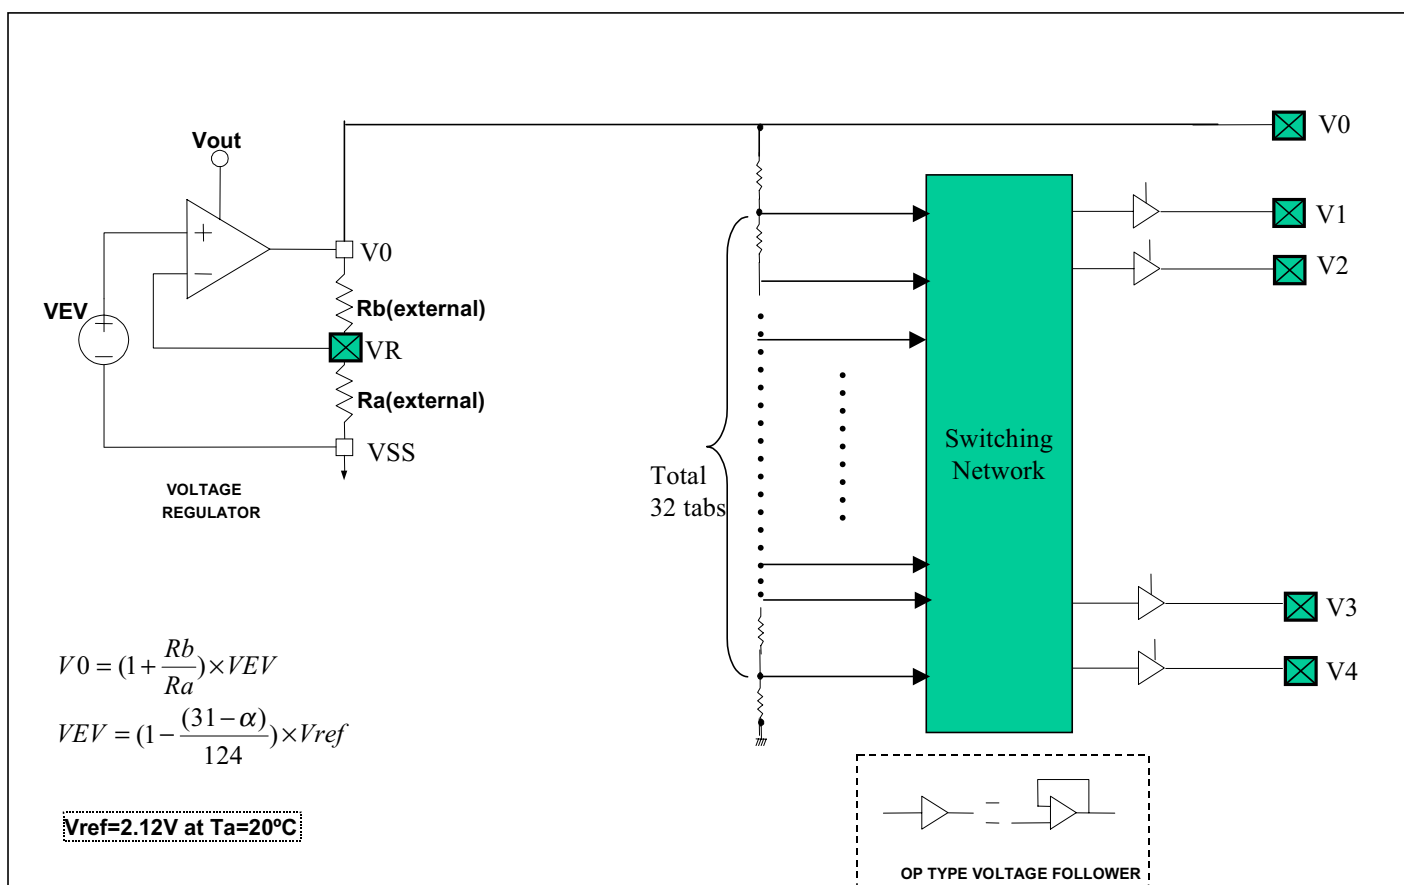 Vout
V0
V1
V2
V0
Rb(external)
VEV
VR
Ra(external)
VSS
VOLTAGE
REGULATOR
Total
32 tabs
Switching
Network
V3
V4
V0 = (1 + Rb/Ra) × VEV
VEV = (1 − (31 − α)/124) × Vref
Vref=2.12V at Ta=20ºC
OP TYPE VOLTAGE FOLLOWER